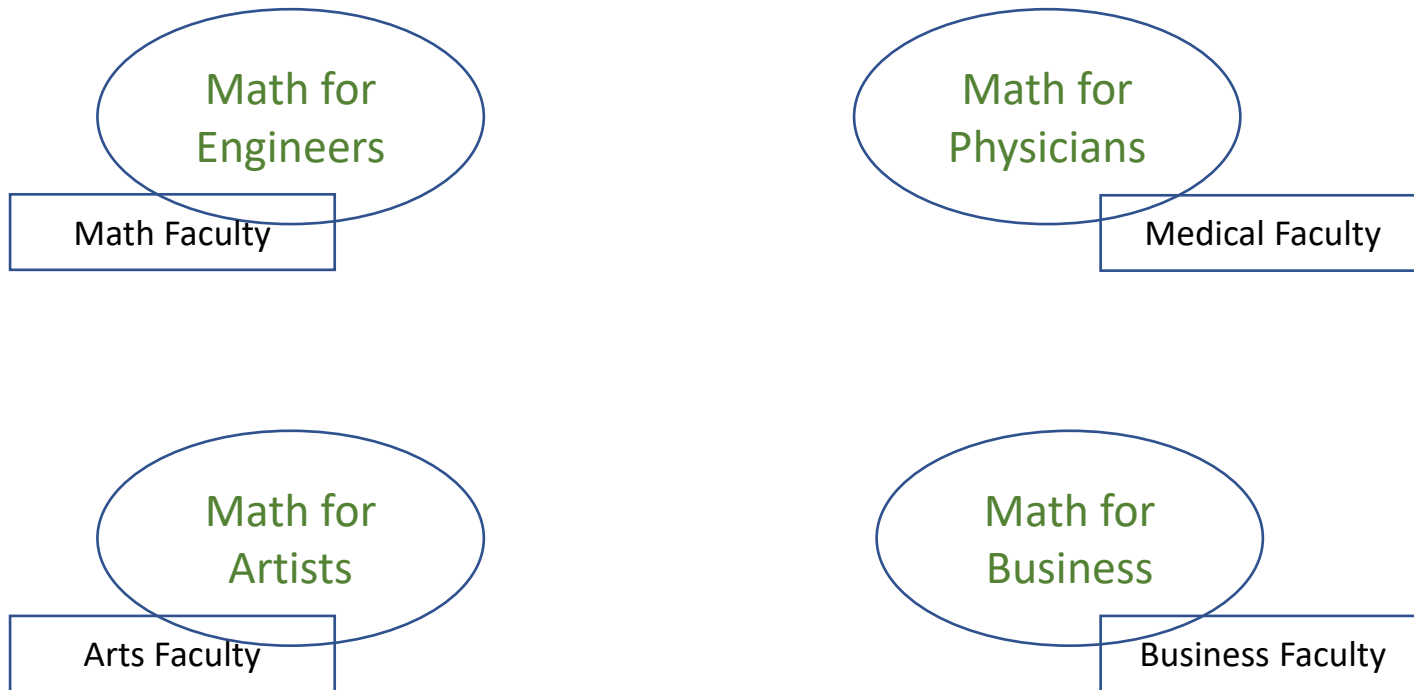 Math for
Engineers
Math Faculty
Math for
Physicians
Medical Faculty
Math for
Artists
Arts Faculty
Math for
Business
Business Faculty